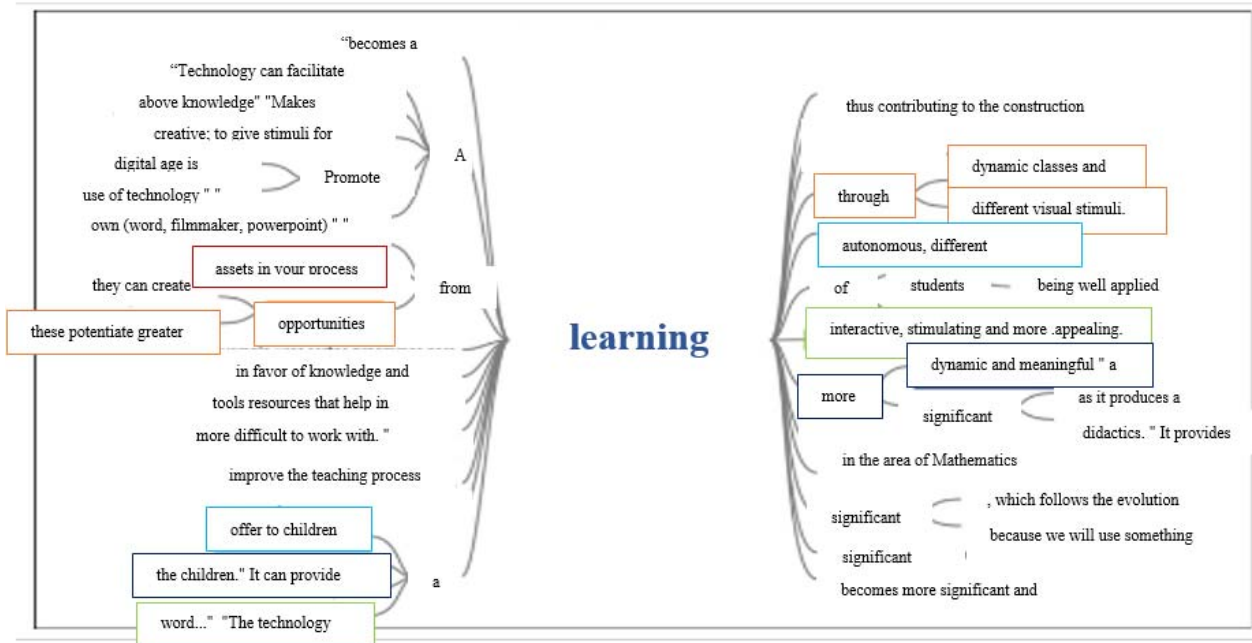 “becomes a
“Technology can facilitate
above knowledge" "Makes
creative; to give stimuli for
A
digital age is
Promote
use of technology " "
own (word, filmmaker, powerpoint) " "
assets in your process
they can create
from
opportunities
these potentiate greater
in favor of knowledge and
tools resources that help in
more difficult to work with. "
improve the teaching process
offer to children
the children." It can provide
a
word..." "The technology
learning
thus contributing to the construction
dynamic classes and
through
different visual stimuli.
autonomous, different
of
students
being well applied
interactive, stimulating and more .appealing.
dynamic and meaningful " a
more
significant
as it produces a
didactics. " It provides
in the area of Mathematics
significant
, which follows the evolution
because we will use something
significant
becomes more significant and